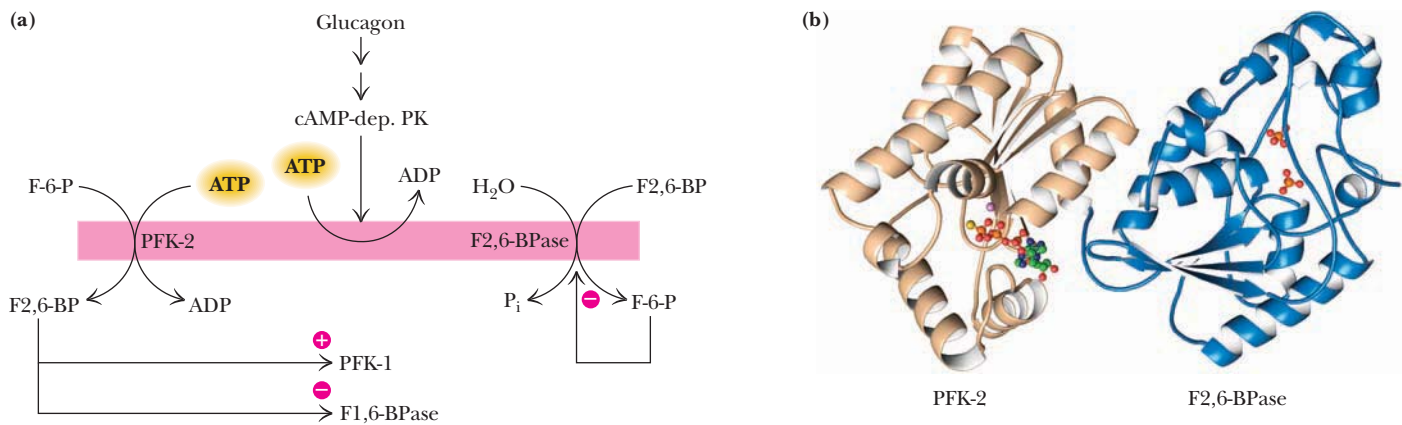 (a)
Glucagon
cAMP-dep. PK
ATP
ATP
ADP
F-6-P
H₂O
F2,6-BP
PFK-2
F2,6-BPase
F2,6-BP
ADP
Pᵢ
−
F-6-P
+
PFK-1
−
F1,6-BPase
(b)
PFK-2
F2,6-BPase